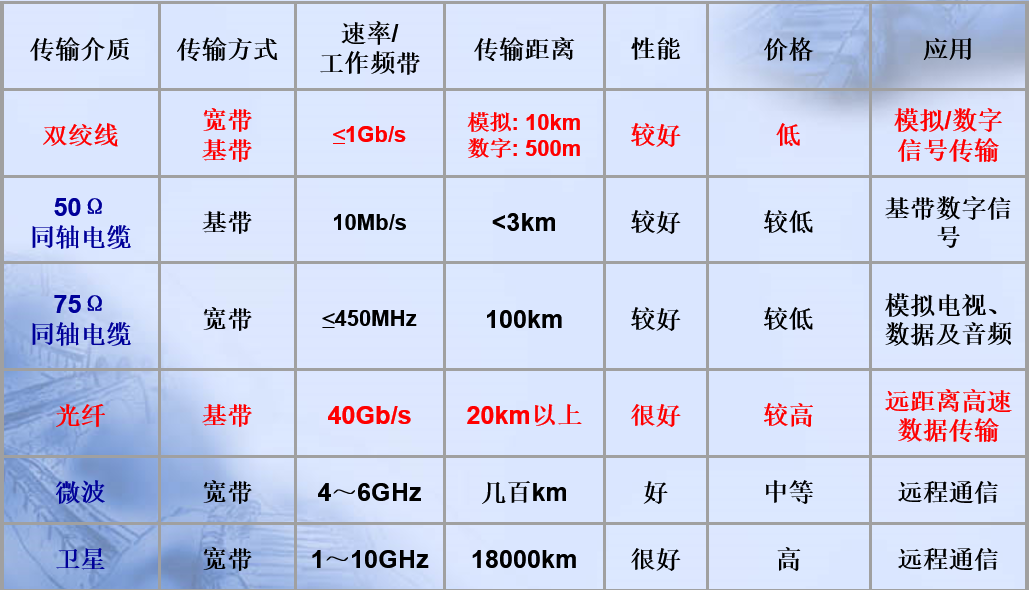 传输介质 传输方式 速率/工作频带 传输距离 性能 价格 应用
双绞线 宽带 基带 ≤1Gb/s 模拟: 10km 数字: 500m 较好 低 模拟/数字信号传输
50Ω同轴电缆 基带 10Mb/s <3km 较好 较低 基带数字信号
75Ω同轴电缆 宽带 ≤450MHz 100km 较好 较低 模拟电视、数据及音频
光纤 基带 40Gb/s 20km以上 很好 较高 远距离高速数据传输
微波 宽带 4～6GHz 几百km 好 中等 远程通信
卫星 宽带 1～10GHz 18000km 很好 高 远程通信